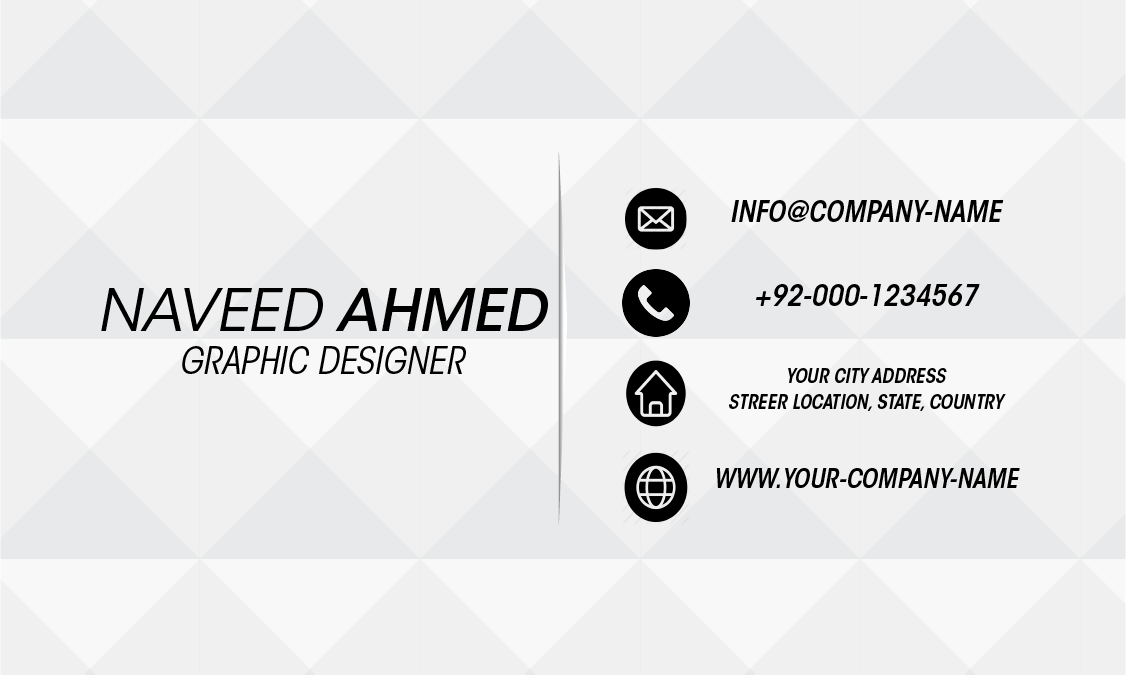 NAVEED AHMED
GRAPHIC DESIGNER
INFO@COMPANY-NAME
+92-000-1234567
YOUR CITY ADDRESS
STREER LOCATION, STATE, COUNTRY
WWW.YOUR-COMPANY-NAME